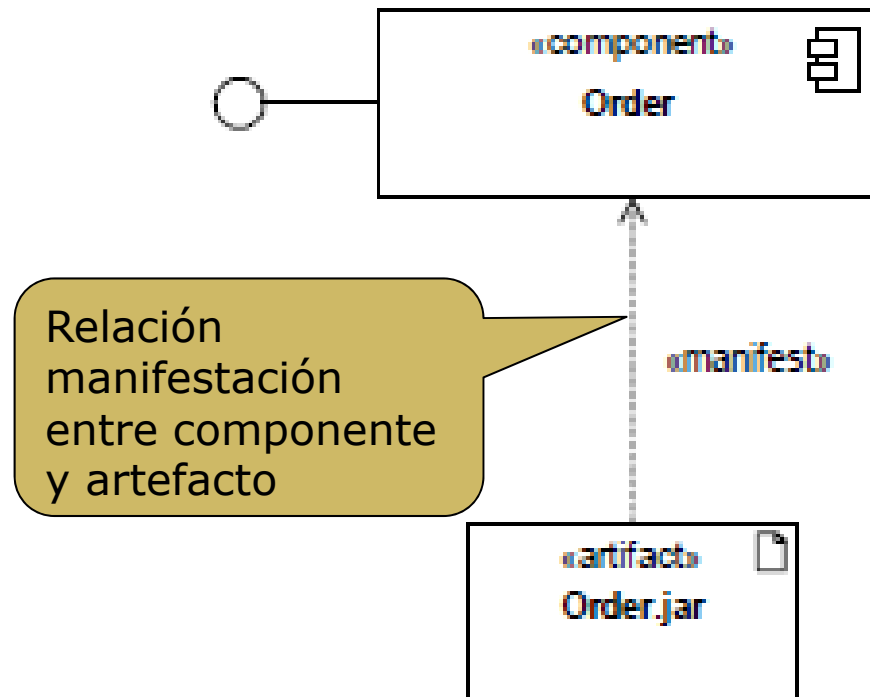 «component»
Order
Relación
manifestación
entre componente
y artefacto
«manifest»
«artifact»
Order.jar